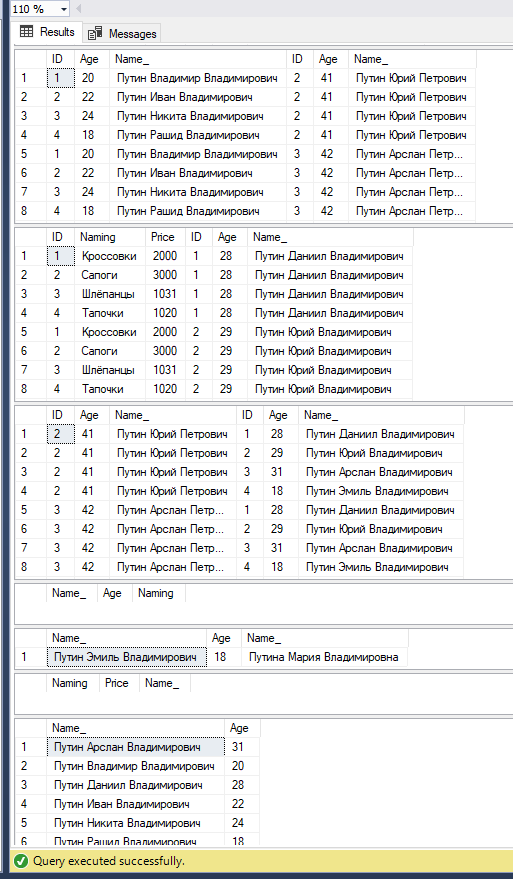 110 %
Results Messages
ID Age Name_ ID Age Name_
1 1 20 Путин Владимир Владимирович 2 41 Путин Юрий Петрович
2 2 22 Путин Иван Владимирович 2 41 Путин Юрий Петрович
3 3 24 Путин Никита Владимирович 2 41 Путин Юрий Петрович
4 4 18 Путин Рашид Владимирович 2 41 Путин Юрий Петрович
5 1 20 Путин Владимир Владимирович 3 42 Путин Арслан Петр...
6 2 22 Путин Иван Владимирович 3 42 Путин Арслан Петр...
7 3 24 Путин Никита Владимирович 3 42 Путин Арслан Петр...
8 4 18 Путин Рашид Владимирович 3 42 Путин Арслан Петр...
ID Naming Price ID Age Name_
1 1 Кроссовки 2000 1 28 Путин Даниил Владимирович
2 2 Сапоги 3000 1 28 Путин Даниил Владимирович
3 3 Шлёпанцы 1031 1 28 Путин Даниил Владимирович
4 4 Тапочки 1020 1 28 Путин Даниил Владимирович
5 1 Кроссовки 2000 2 29 Путин Юрий Владимирович
6 2 Сапоги 3000 2 29 Путин Юрий Владимирович
7 3 Шлёпанцы 1031 2 29 Путин Юрий Владимирович
8 4 Тапочки 1020 2 29 Путин Юрий Владимирович
ID Age Name_ ID Age Name_
1 2 41 Путин Юрий Петрович 1 28 Путин Даниил Владимирович
2 2 41 Путин Юрий Петрович 2 29 Путин Юрий Владимирович
3 2 41 Путин Юрий Петрович 3 31 Путин Арслан Владимирович
4 2 41 Путин Юрий Петрович 4 18 Путин Эмиль Владимирович
5 3 42 Путин Арслан Петр... 1 28 Путин Даниил Владимирович
6 3 42 Путин Арслан Петр... 2 29 Путин Юрий Владимирович
7 3 42 Путин Арслан Петр... 3 31 Путин Арслан Владимирович
8 3 42 Путин Арслан Петр... 4 18 Путин Эмиль Владимирович
Name_ Age Naming
Name_ Age Name_
1 Путин Эмиль Владимирович 18 Путина Мария Владимировна
Naming Price Name_
Name_ Age
1 Путин Арслан Владимирович 31
2 Путин Владимир Владимирович 20
3 Путин Даниил Владимирович 28
4 Путин Иван Владимирович 22
5 Путин Никита Владимирович 24
6 Путин Рашид Владимирович 18
Query executed successfully.